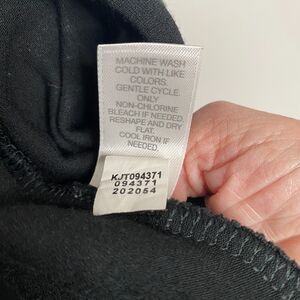 MACHINE WASH
COLD WITH LIKE
COLORS.
GENTLE CYCLE.
ONLY
NON-CHLORINE
BLEACH IF NEEDED.
RESHAPE AND DRY
FLAT.
COOL IRON IF
NEEDED.
KJT094371
094371
202054